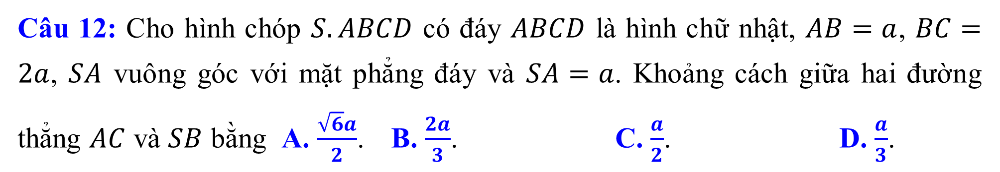 Câu 12: Cho hình chóp S.ABCD có đáy ABCD là hình chữ nhật, AB = a, BC =
2a, SA vuông góc với mặt phẳng đáy và SA = a. Khoảng cách giữa hai đường
thẳng AC và SB bằng A. $\frac{\sqrt{6}a}{2}$. B. $\frac{2a}{3}$. C. $\frac{a}{2}$. D. $\frac{a}{3}$.